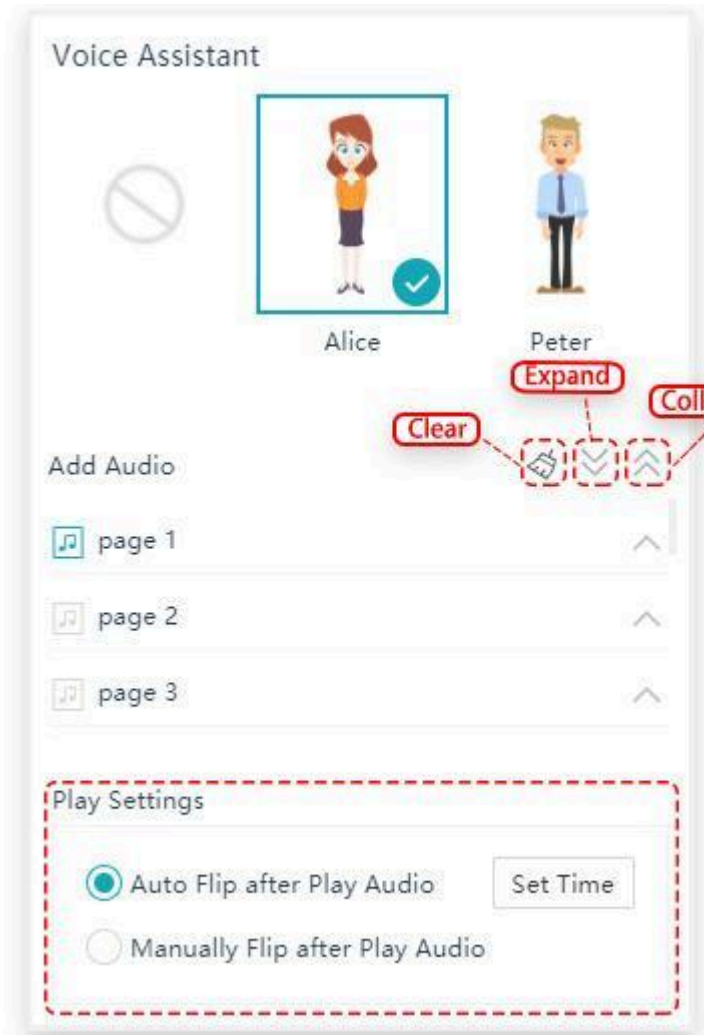 Voice Assistant
Alice
Peter
Expand
Coll
Clear
Add Audio
page 1
page 2
page 3
Play Settings
Auto Flip after Play Audio
Set Time
Manually Flip after Play Audio